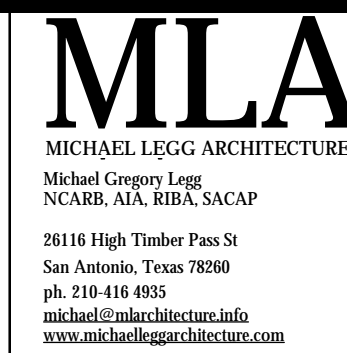 MLA
MICHAEL LEGG ARCHITECTURE
Michael Gregory Legg
NCARB, AIA, RIBA, SACAP
26116 High Timber Pass St
San Antonio, Texas 78260
ph. 210-416 4935
michael@mlarchitecture.info
www.michaelleggarchitecture.com